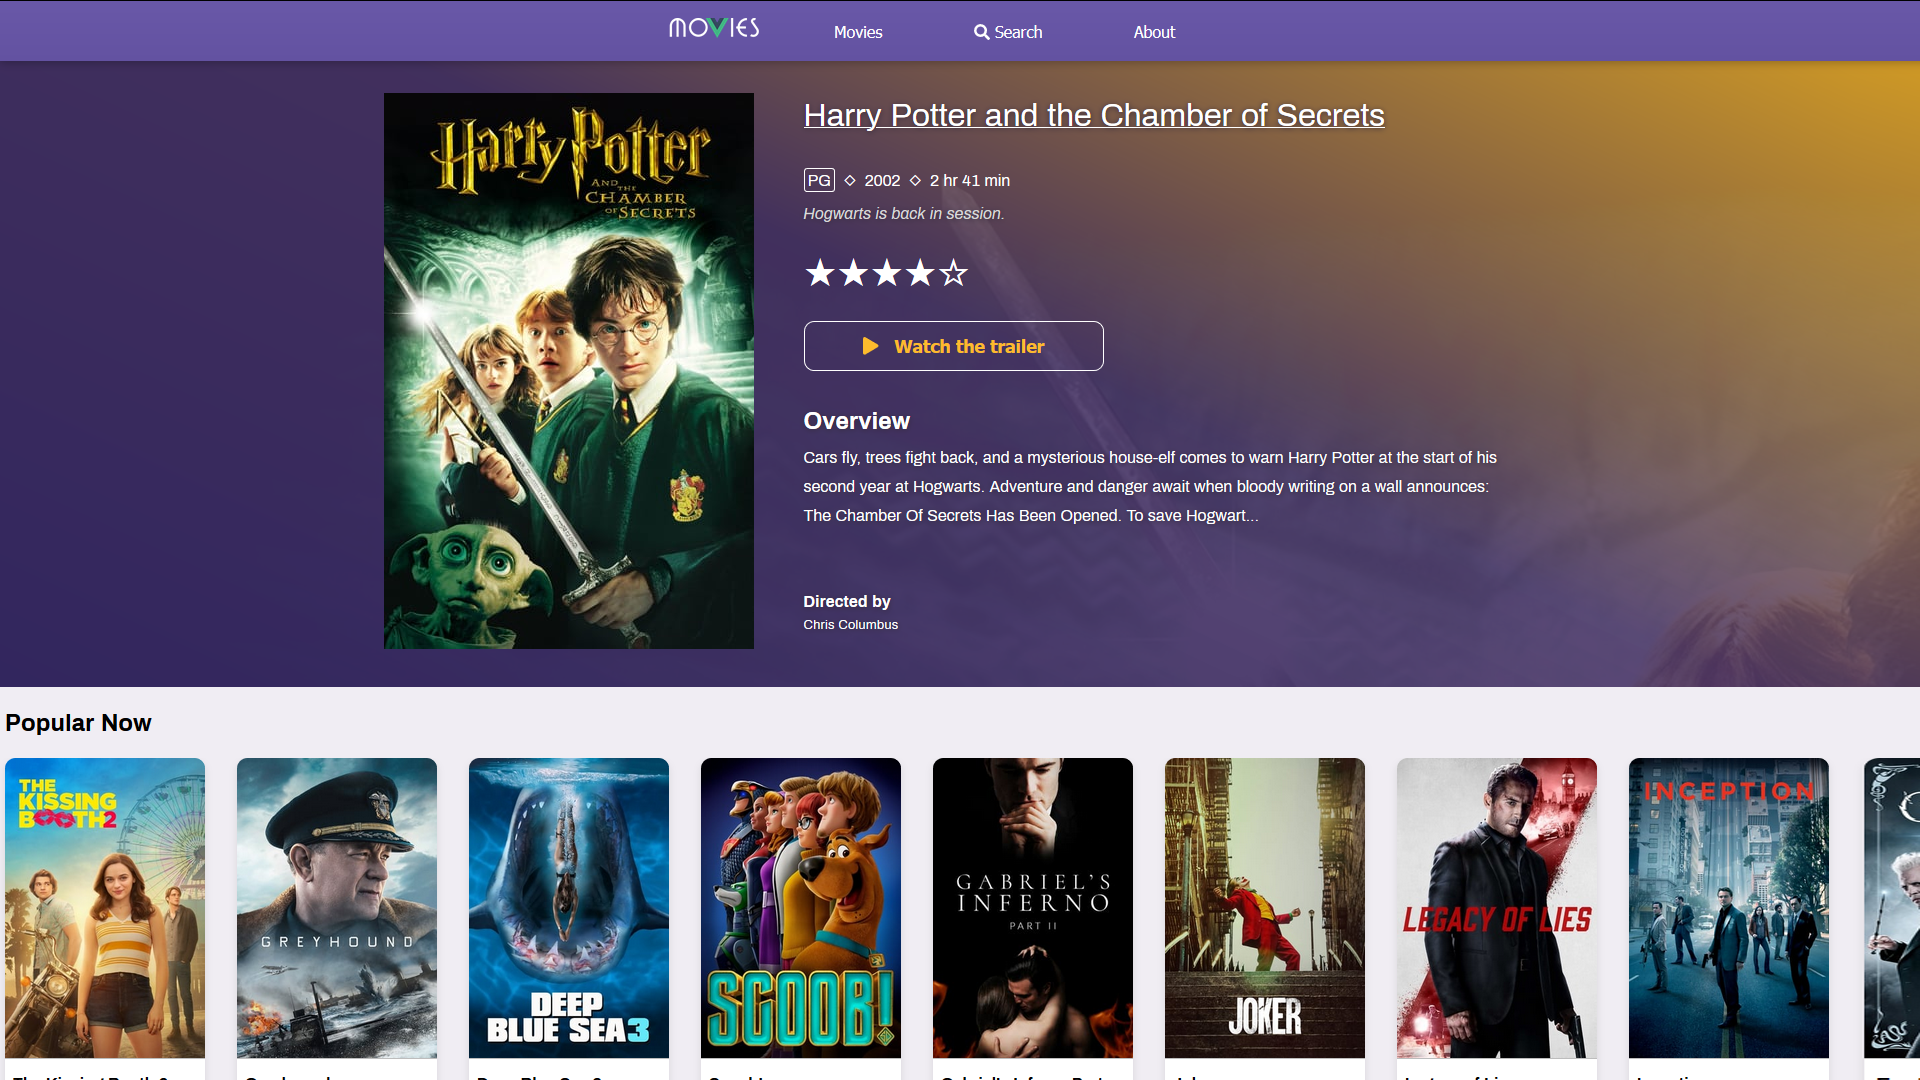 MOVIES
Movies
Search
About
Harry Potter
AND
THE
CHAMBER
OF SECRETS
Harry Potter and the Chamber of Secrets
PG ◇ 2002 ◇ 2 hr 41 min
Hogwarts is back in session.
Watch the trailer
Overview
Cars fly, trees fight back, and a mysterious house-elf comes to warn Harry Potter at the start of his
second year at Hogwarts. Adventure and danger await when bloody writing on a wall announces:
The Chamber Of Secrets Has Been Opened. To save Hogwart...
Directed by
Chris Columbus
Popular Now
THE
KISSING
BOOTH2
GREYHOUND
DEEP
BLUE SEA3
SCOOB!
GABRIEL'S
INFERNO
PART II
JOKER
LEGACY OF LIES
INCEPTION